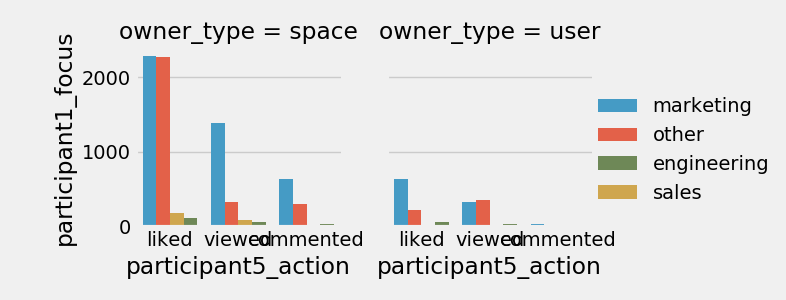 owner_type = space
owner_type = user
participant1_focus
2000
1000
0
liked
viewed
commented
liked
viewed
commented
participant5_action
participant5_action
marketing
other
engineering
sales